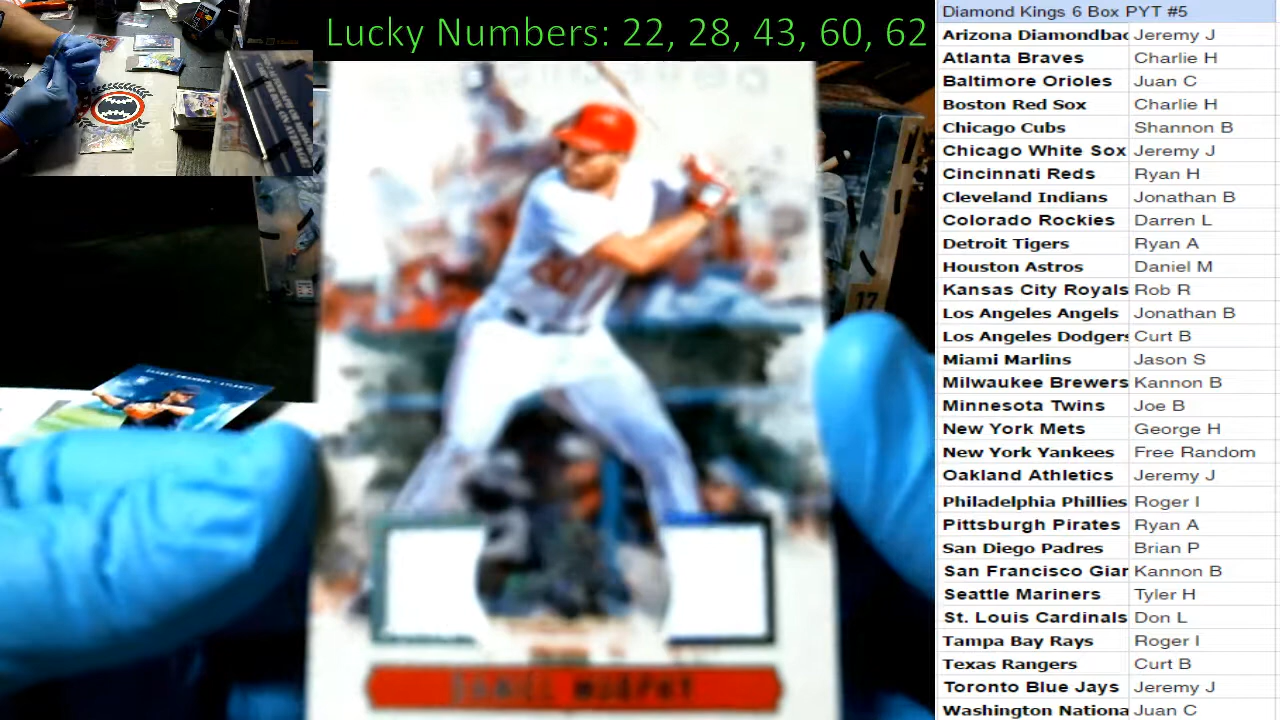 Lucky Numbers: 22, 28, 43, 60, 62
Diamond Kings 6 Box PYT #5
Arizona Diamondbac Jeremy J
Atlanta Braves Charlie H
Baltimore Orioles Juan C
Boston Red Sox Charlie H
Chicago Cubs Shannon B
Chicago White Sox Jeremy J
Cincinnati Reds Ryan H
Cleveland Indians Jonathan B
Colorado Rockies Darren L
Detroit Tigers Ryan A
Houston Astros Daniel M
Kansas City Royals Rob R
Los Angeles Angels Jonathan B
Los Angeles Dodgers Curt B
Miami Marlins Jason S
Milwaukee Brewers Kannon B
Minnesota Twins Joe B
New York Mets George H
New York Yankees Free Random
Oakland Athletics Jeremy J
Philadelphia Phillies Roger I
Pittsburgh Pirates Ryan A
San Diego Padres Brian P
San Francisco Gian Kannon B
Seattle Mariners Tyler H
St. Louis Cardinals Don L
Tampa Bay Rays Roger I
Texas Rangers Curt B
Toronto Blue Jays Jeremy J
Washington Nationa Juan C
17
DANIEL MURPHY